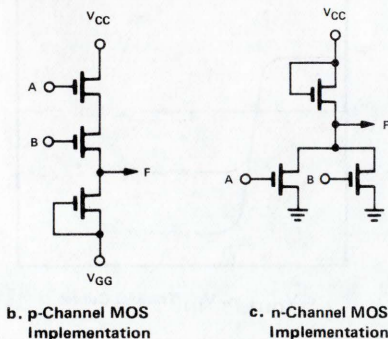 VCC
A
B
F
VGG
b. p-Channel MOS
Implementation
VCC
F
A
B
c. n-Channel MOS
Implementation